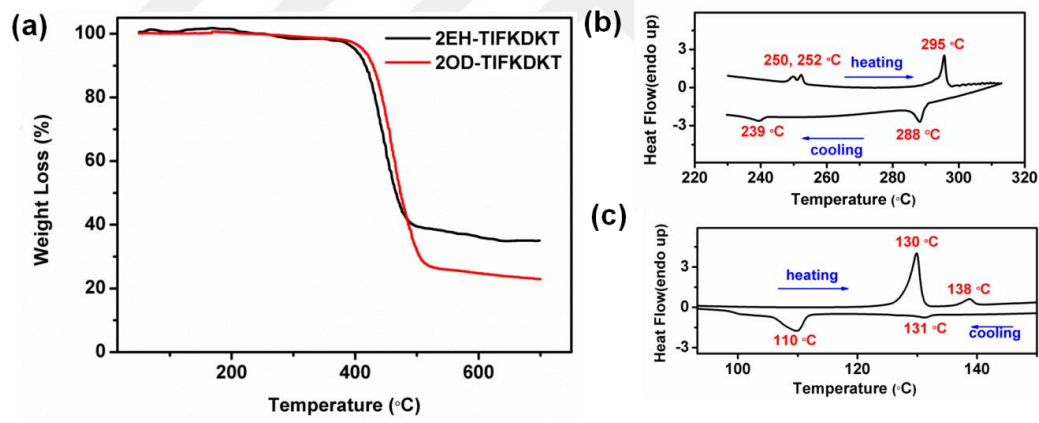 (a)
100
80
60
40
20
0
Weight Loss (%)
2EH-TIFKDKT
2OD-TIFKDKT
200
400
600
Temperature (◦C)
(b)
3
0
-3
Heat Flow(endo up)
250, 252 °C
heating
295 °C
239 °C
cooling
288 °C
220
240
260
280
300
320
Temperature (◦C)
(c)
3
0
-3
Heat Flow(endo up)
130 °C
heating
138 °C
110 °C
131 °C
cooling
100
120
140
Temperature (◦C)